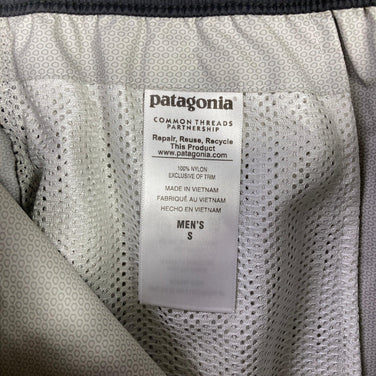 patagonia
COMMON THREADS
PARTNERSHIP
Repair, Reuse, Recycle
This Product
www.patagonia.com
100% NYLON
EXCLUSIVE OF TRIM
MADE IN VIETNAM
FABRIQUÉ AU VIETNAM
HECHO EN VIETNAM
MEN'S
S